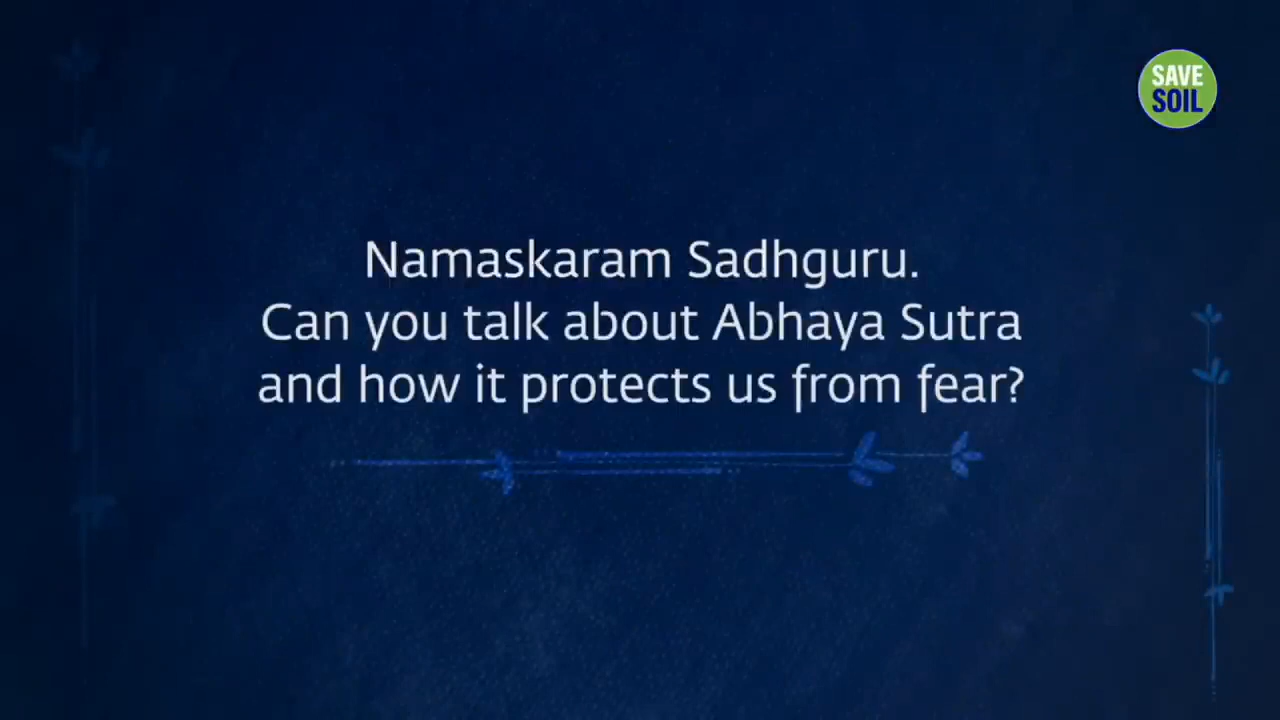 SAVE
SOIL
Namaskaram Sadhguru.
Can you talk about Abhaya Sutra
and how it protects us from fear?